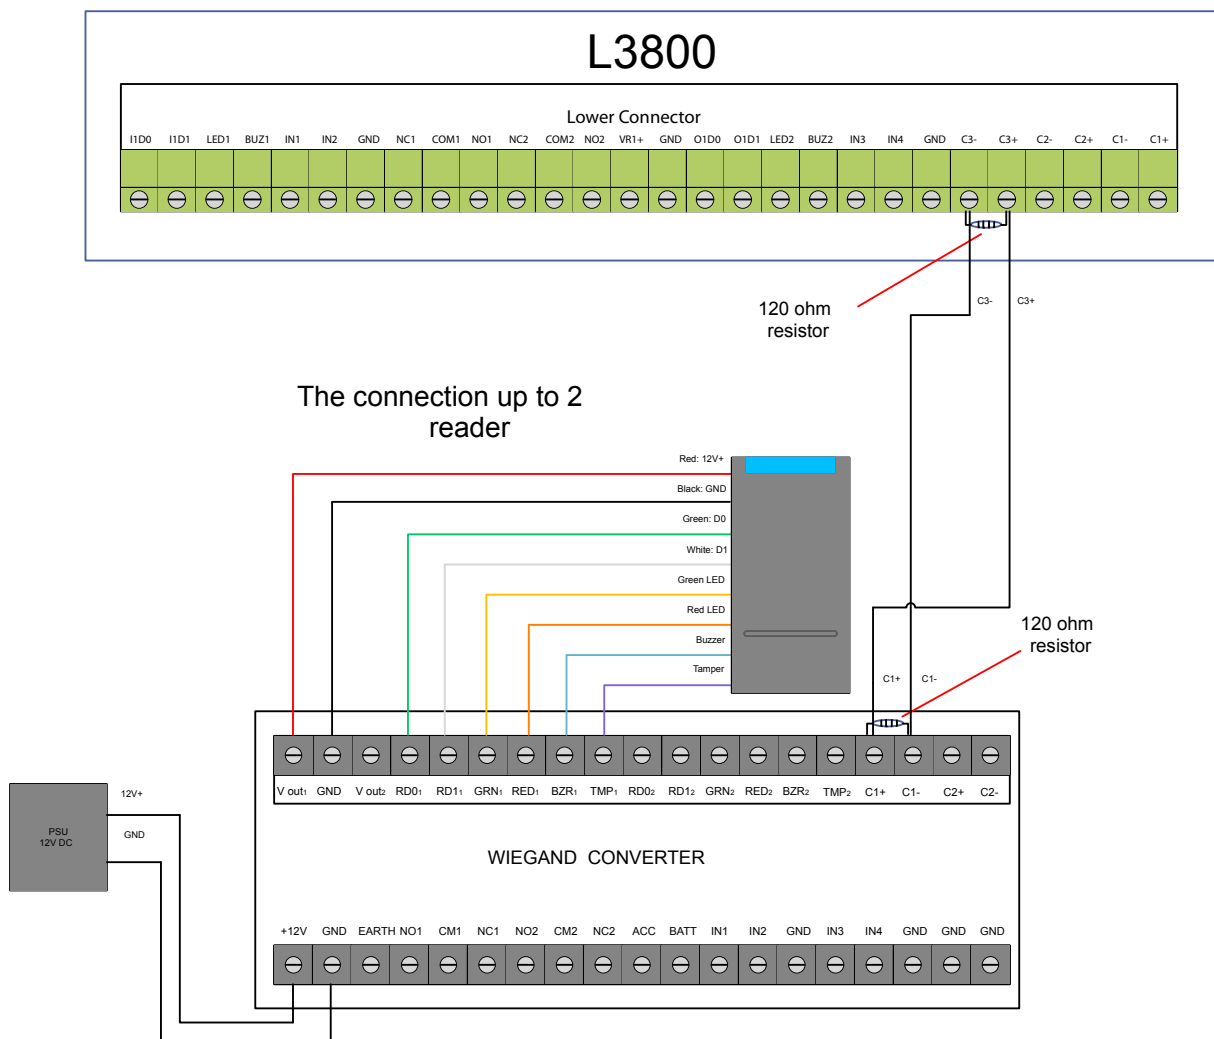 L3800
Lower Connector
I1D0 I1D1 LED1 BUZ1 IN1 IN2 GND NC1 COM1 NO1 NC2 COM2 NO2 VR1+ GND O1D0 O1D1 LED2 BUZ2 IN3 IN4 GND C3- C3+ C2- C2+ C1- C1+
C3- C3+
120 ohm
resistor
The connection up to 2
reader
Red: 12V+
Black: GND
Green: D0
White: D1
Green LED
Red LED
Buzzer
Tamper
120 ohm
resistor
C1+ C1-
V out1 GND V out2 RD01 RD11 GRN1 RED1 BZR1 TMP1 RD02 RD12 GRN2 RED2 BZR2 TMP2 C1+ C1- C2+ C2-
12V+
GND
PSU
12V DC
WIEGAND CONVERTER
+12V GND EARTH NO1 CM1 NC1 NO2 CM2 NC2 ACC BATT IN1 IN2 GND IN3 IN4 GND GND GND